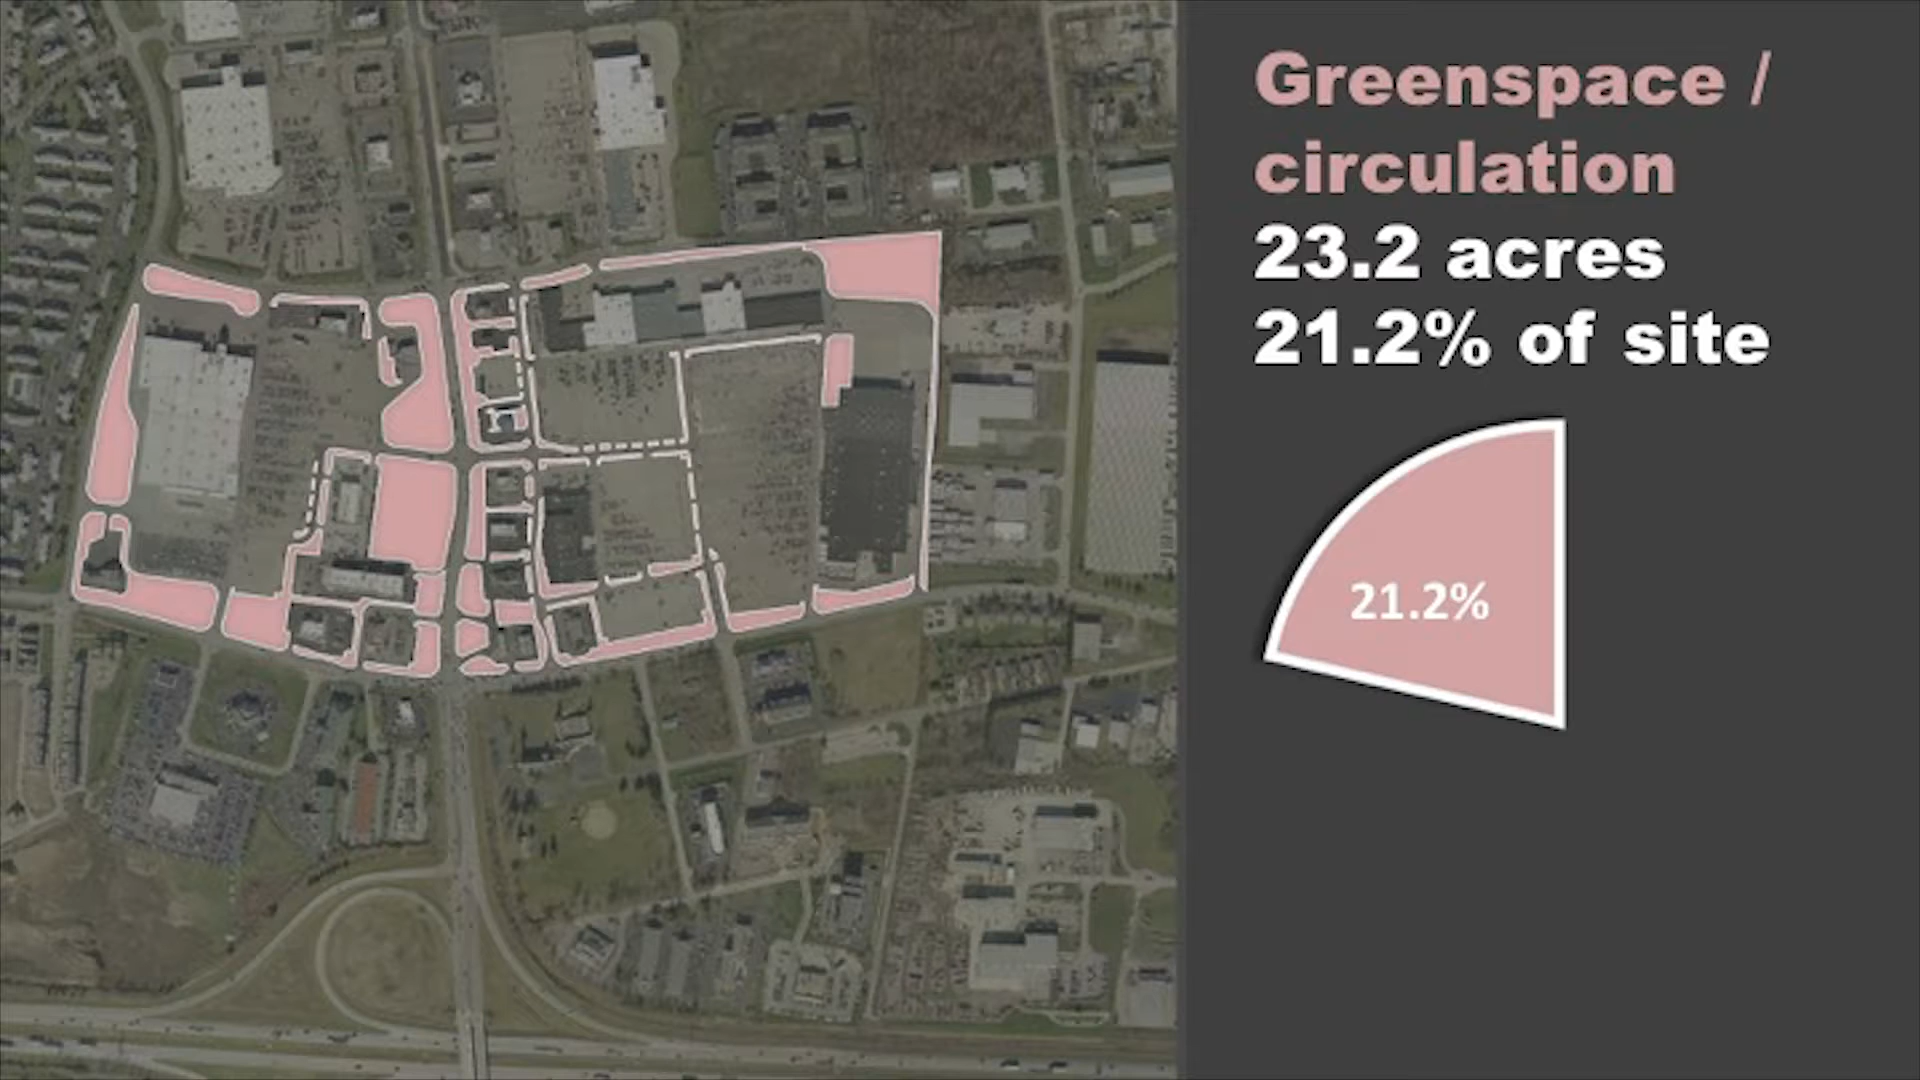 Greenspace /
circulation
23.2 acres
21.2% of site
21.2%